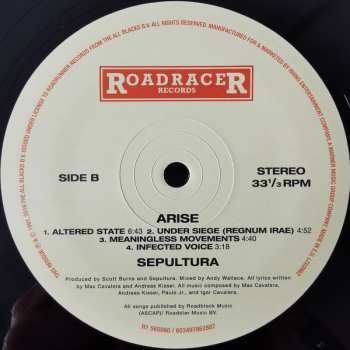 ROADRACER
RECORDS
SIDE B
STEREO
33 1/3 RPM
ARISE
1. ALTERED STATE 6:43 2. UNDER SIEGE (REGNUM IRAE) 4:52
3. MEANINGLESS MOVEMENTS 4:40
4. INFECTED VOICE 3:18
SEPULTURA
Produced by Scott Burns and Sepultura. Mixed by Andy Wallace. All lyrics written
by Max Cavalera and Andreas Kisser. All music composed by Max Cavalera,
Andreas Kisser, Paulo Jr., and Igor Cavalera.
All songs published by Roadblock Music
(ASCAP)/ Roadster Music BV.